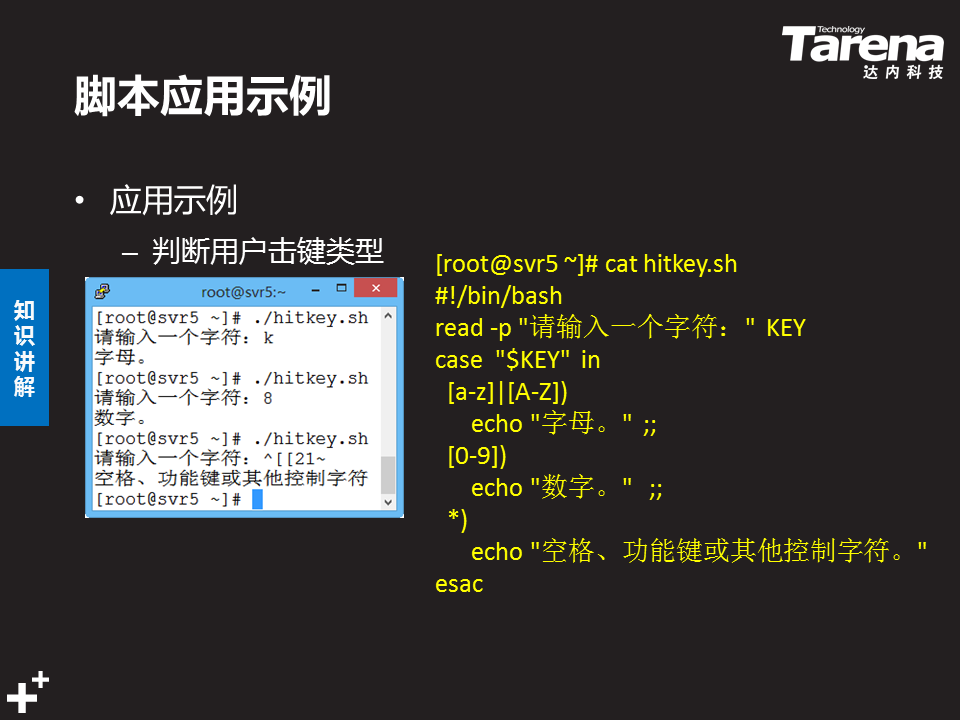 Technology
Tarena
达内科技
脚本应用示例
• 应用示例
– 判断用户击键类型
知识讲解
root@svr5:~
[root@svr5 ~]# ./hitkey.sh
请输入一个字符：k
字母。
[root@svr5 ~]# ./hitkey.sh
请输入一个字符：8
数字。
[root@svr5 ~]# ./hitkey.sh
请输入一个字符：^[[21~
空格、功能键或其他控制字符
[root@svr5 ~]#
[root@svr5 ~]# cat hitkey.sh
#!/bin/bash
read -p "请输入一个字符：" KEY
case "$KEY" in
[a-z]|[A-Z])
echo "字母。" ;;
[0-9])
echo "数字。" ;;
*)
echo "空格、功能键或其他控制字符。"
esac